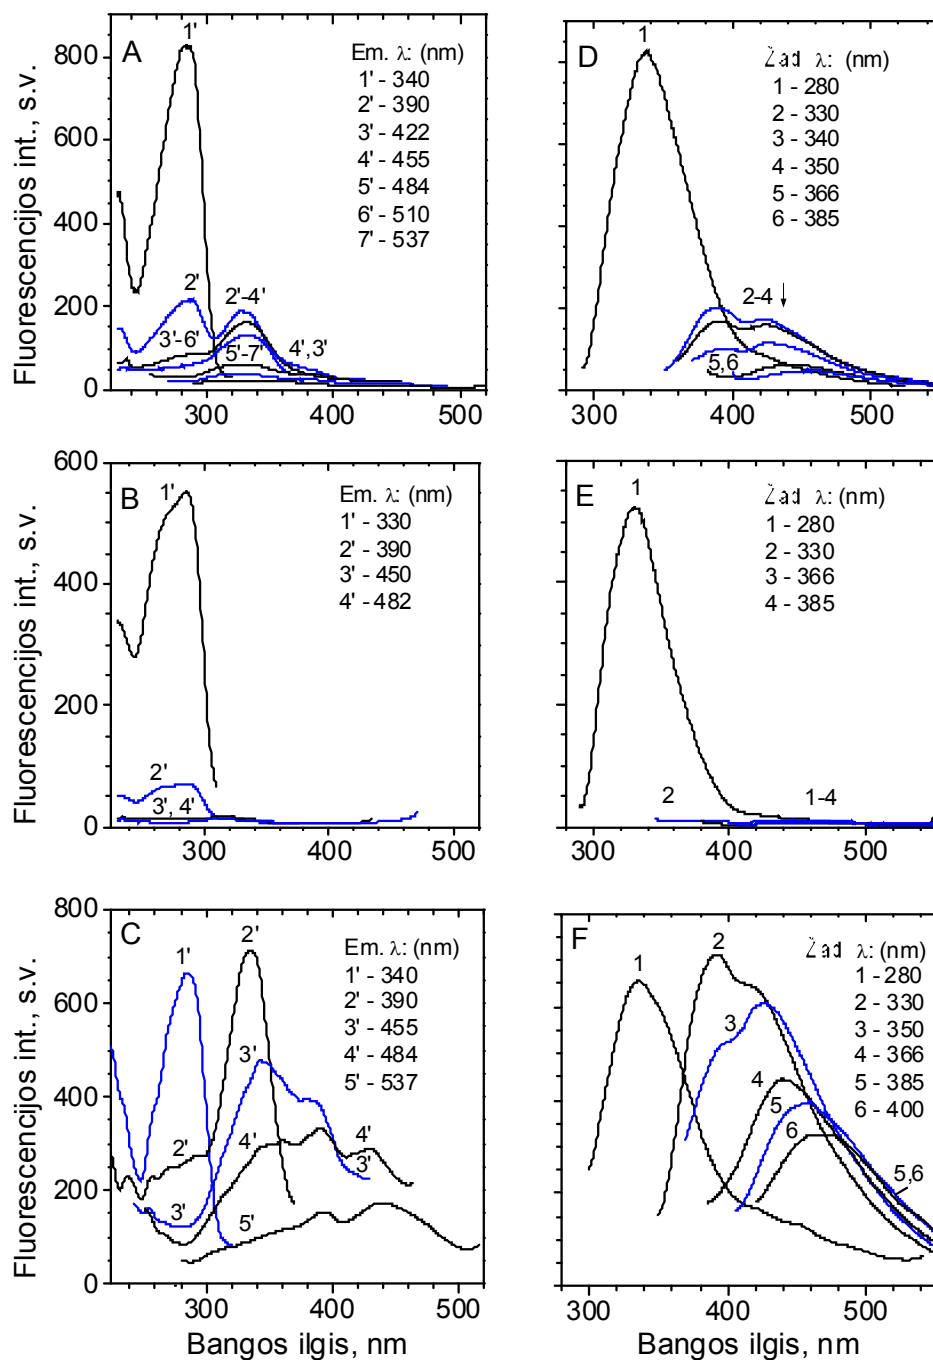 A
Em. λ: (nm)
1' - 340
2' - 390
3' - 422
4' - 455
5' - 484
6' - 510
7' - 537
1'
2'
2'-4'
3'-6'
5'-7'
4',3'
800
600
400
200
0
300
400
500
Fluorescencijos int., s.v.
D
Žad λ: (nm)
1 - 280
2 - 330
3 - 340
4 - 350
5 - 366
6 - 385
1
2-4
5,6
300
400
500
B
Em. λ: (nm)
1' - 330
2' - 390
3' - 450
4' - 482
1'
2'
3', 4'
600
400
200
0
300
400
500
Fluorescencijos int., s.v.
E
Žad λ: (nm)
1 - 280
2 - 330
3 - 366
4 - 385
1
2
1-4
300
400
500
C
Em. λ: (nm)
1' - 340
2' - 390
3' - 455
4' - 484
5' - 537
1'
2'
3'
4'
2'
4'
3'
3'
5'
800
600
400
200
0
300
400
500
Fluorescencijos int., s.v.
Bangos ilgis, nm
F
Žad λ: (nm)
1 - 280
2 - 330
3 - 350
4 - 366
5 - 385
6 - 400
1
2
3
4
5
6
5,6
300
400
500
Bangos ilgis, nm